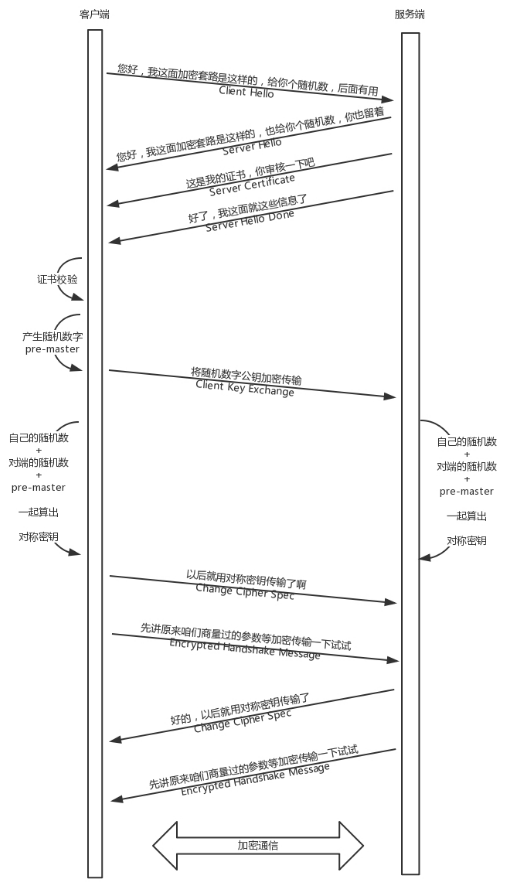 客户端
服务端
您好，我这面加密套路是这样的，给你个随机数，后面有用
Client Hello
您好，我这面加密套路是这样的，也给你个随机数，你也留着
Server Hello
这是我的证书，你审核一下吧
Server Certificate
好了，我这面就这些信息了
Server Hello Done
证书校验
产生随机数字
pre-master
将随机数字公钥加密传输
Client Key Exchange
自己的随机数
+
对端的随机数
+
pre-master
一起算出
对称密钥
自己的随机数
+
对端的随机数
+
pre-master
一起算出
对称密钥
以后就用对称密钥传输了啊
Change Cipher Spec
先讲原来咱们商量过的参数等加密传输一下试试
Encrypted Handshake Message
好的，以后就用对称密钥传输了
Change Cipher Spec
先讲原来咱们商量过的参数等加密传输一下试试
Encrypted Handshake Message
加密通信